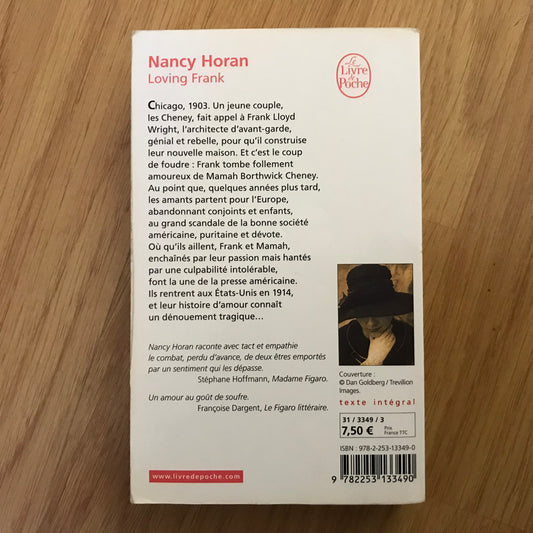 Nancy Horan
Loving Frank
Le
Livre
de
Poche
Chicago, 1903. Un jeune couple,
les Cheney, fait appel à Frank Lloyd
Wright, l'architecte d'avant-garde,
génial et rebelle, pour qu'il construise
leur nouvelle maison. Et c'est le coup
de foudre : Frank tombe follement
amoureux de Mamah Borthwick Cheney.
Au point que, quelques années plus tard,
les amants partent pour l'Europe,
abandonnant conjoints et enfants,
au grand scandale de la bonne société
américaine, puritaine et dévote.
Où qu'ils aillent, Frank et Mamah,
enchaînés par leur passion mais hantés
par une culpabilité intolérable,
font la une de la presse américaine.
Ils rentrent aux États-Unis en 1914,
et leur histoire d'amour connaît
un dénouement tragique...
Nancy Horan raconte avec tact et empathie
le combat, perdu d'avance, de deux êtres emportés
par un sentiment qui les dépasse.
Stéphane Hoffmann, Madame Figaro.
Un amour au goût de soufre.
Françoise Dargent, Le Figaro littéraire.
Couverture :
© Dan Goldberg / Trevillion
Images.
texte intégral
31 / 3349 / 3
7,50 € Prix
France TTC
ISBN : 978-2-253-13349-0
9 782253 133490
www.livredepoche.com